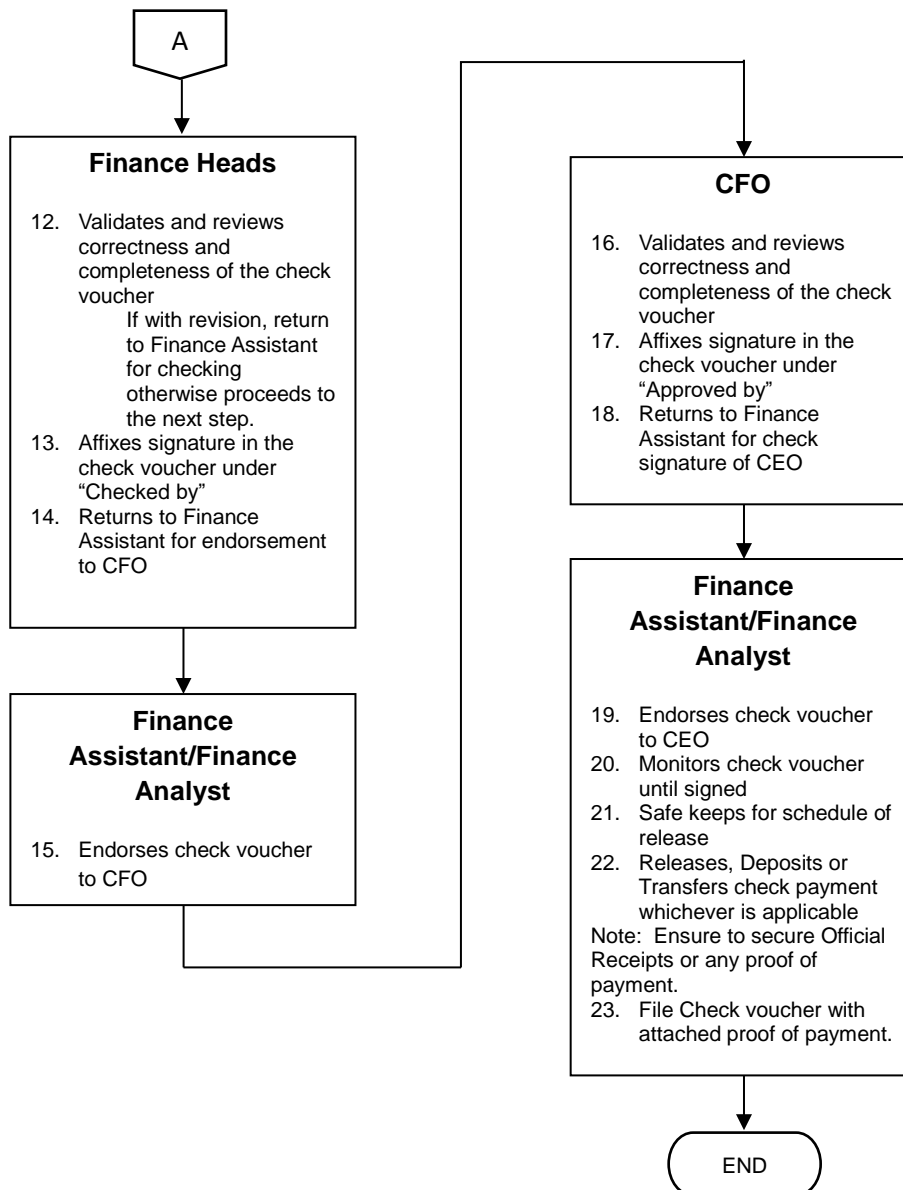 A
Finance Heads
12. Validates and reviews
correctness and
completeness of the check
voucher
If with revision, return
to Finance Assistant
for checking
otherwise proceeds to
the next step.
13. Affixes signature in the
check voucher under
“Checked by”
14. Returns to Finance
Assistant for endorsement
to CFO
Finance
Assistant/Finance
Analyst
15. Endorses check voucher
to CFO
CFO
16. Validates and reviews
correctness and
completeness of the check
voucher
17. Affixes signature in the
check voucher under
“Approved by”
18. Returns to Finance
Assistant for check
signature of CEO
Finance
Assistant/Finance
Analyst
19. Endorses check voucher
to CEO
20. Monitors check voucher
until signed
21. Safe keeps for schedule of
release
22. Releases, Deposits or
Transfers check payment
whichever is applicable
Note: Ensure to secure Official
Receipts or any proof of
payment.
23. File Check voucher with
attached proof of payment.
END